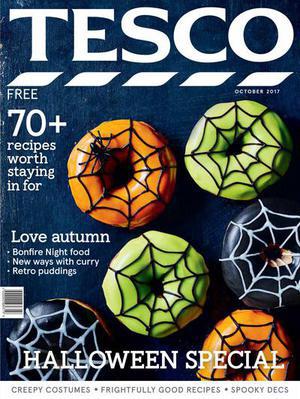 TESCO
FREE
OCTOBER 2017
70+
recipes
worth
staying
in for
Love autumn
• Bonfire Night food
• New ways with curry
• Retro puddings
HALLOWEEN SPECIAL
CREEPY COSTUMES • FRIGHTFULLY GOOD RECIPES • SPOOKY DECS